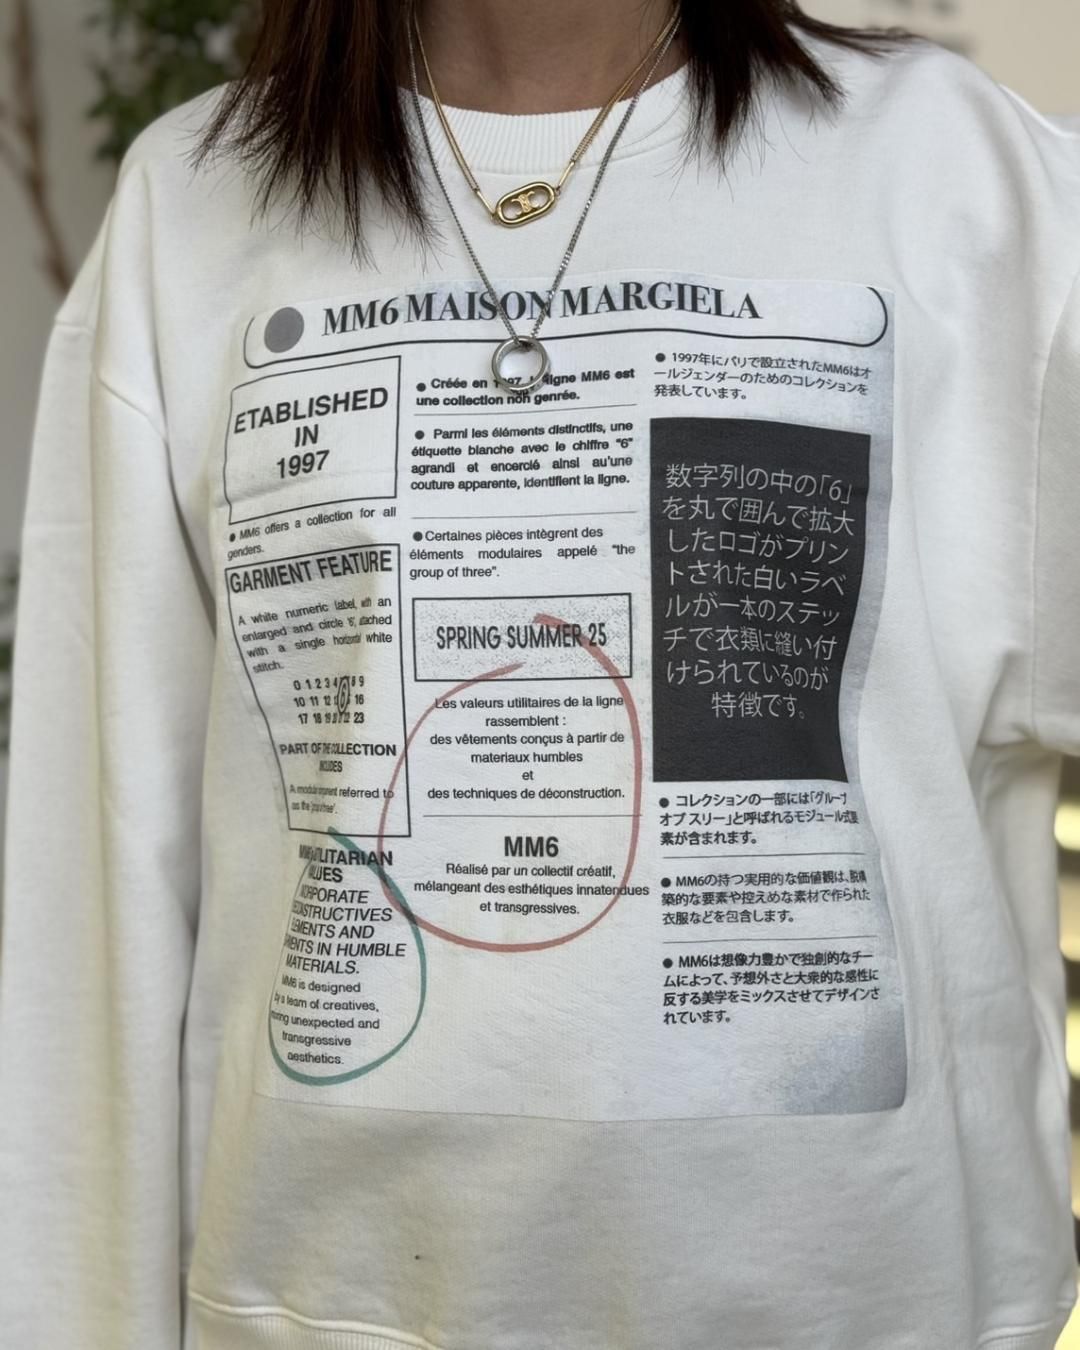 MM6 MAISON MARGIELA
ETABLISHED
IN
1997
● MM6 offers a collection for all
genders.
GARMENT FEATURE
A white numeric label, with an
enlarged and circle '6', attached
with a single horizontal white
stitch.
0 1 2 3 4 6 8 9
10 11 12 16
17 18 19 22 23
PART OF THE COLLECTION
INCLUDES
referred to
as the
UTILITARIAN
AND
IN HUMBLE
MATERIALS.
MM6 is designed
by a team of creatives,
unexpected and
transgressive
aesthetics.
● Créée en ligne MM6 est
une collection non genrée.
● Parmi les éléments distinctifs, une
étiquette blanche avec le chiffre "6"
agrandi et encerclé ainsi au'une
couture apparente, identifient la ligne.
● Certaines pièces intègrent des
éléments modulaires appelé "the
group of three".
SPRING SUMMER 25
Les valeurs utilitaires de la ligne
rassemblent :
des vêtements conçus à partir de
materiaux humbles
et
des techniques de déconstruction.
MM6
Réalisé par un collectif créatif,
mélangeant des esthétiques innatendues
et transgressives.
● 1997年にパリで設立されたMM6はオ
ールジェンダーのためのコレクションを
発表しています。
数字列の中の「6」
を丸で囲んで拡大
したロゴがプリン
トされた白いラベ
ルが一本のステッ
チで衣類に縫い付
けられているのが
特徴です。
● コレクションの一部には「グループ
オブ スリー」と呼ばれるモジュール式要
素が含まれます。
● MM6の持つ実用的な価値観は、脱構
築的な要素や控えめな素材で作られた
衣服などを包含します。
● MM6は想像力豊かで独創的なチー
ムによって、予想外さと大衆的な感性に
反する美学をミックスさせてデザインさ
れています。